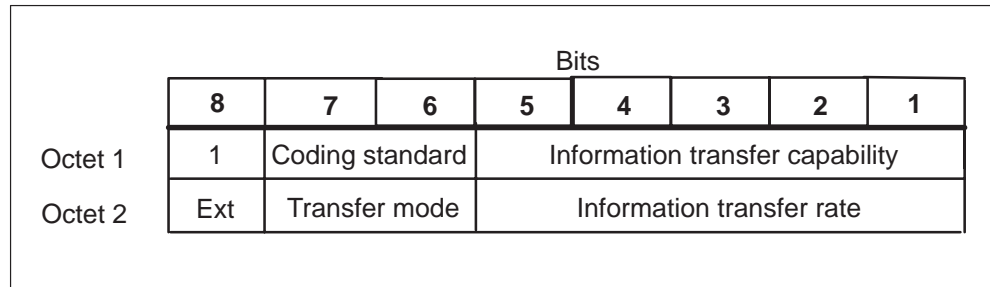 Bits
8 7 6 5 4 3 2 1
Octet 1 1 Coding standard Information transfer capability
Octet 2 Ext Transfer mode Information transfer rate